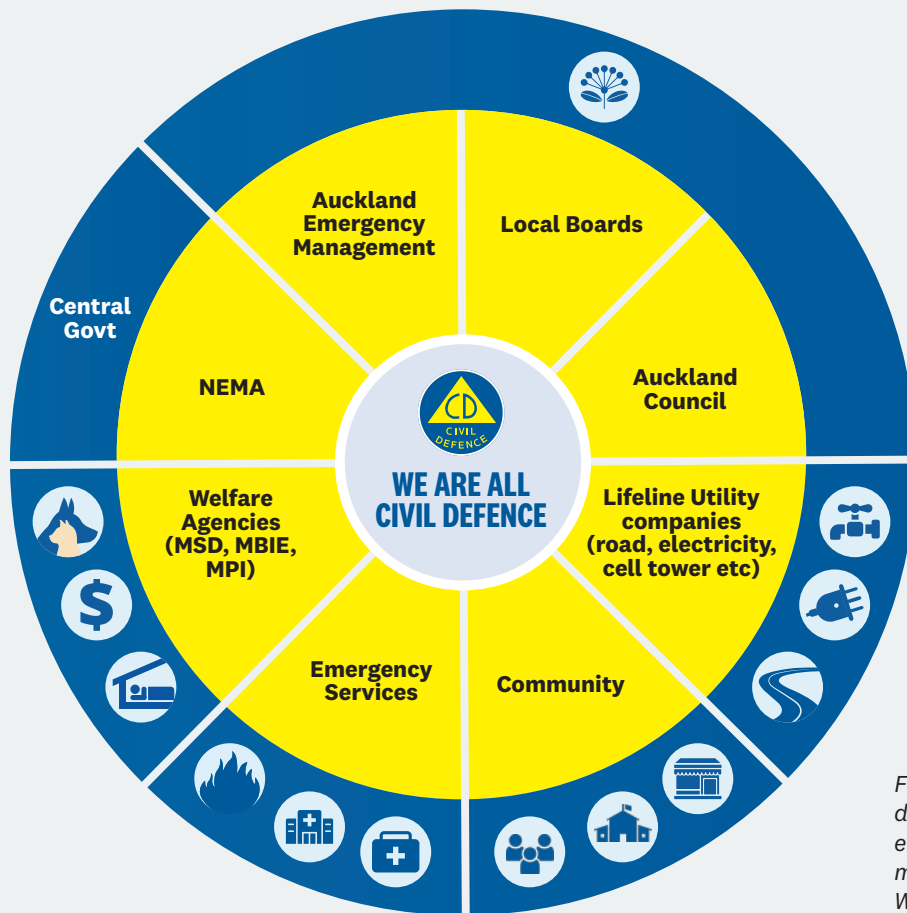 Auckland
Emergency
Management
Local Boards
Central
Govt
NEMA
Auckland
Council
CD
CIVIL
DEFENCE
WE ARE ALL
CIVIL DEFENCE
Welfare
Agencies
(MSD, MBIE,
MPI)
Lifeline Utility
companies
(road, electricity,
cell tower etc)
$
Emergency
Services
Community